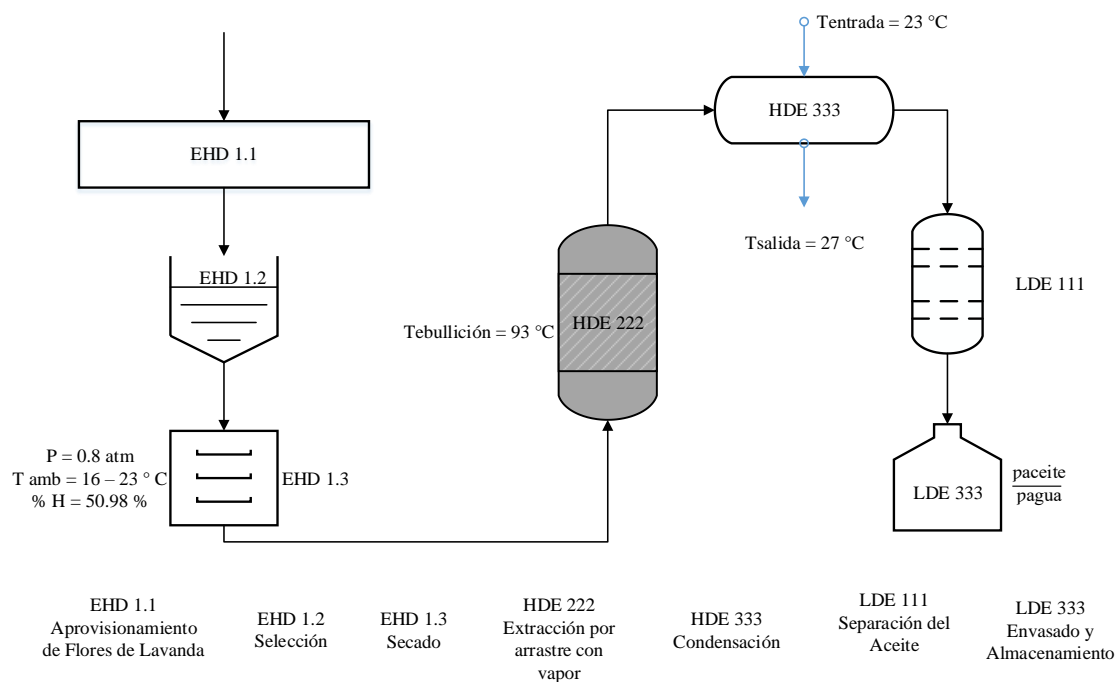 Tentrada = 23 °C
HDE 333
EHD 1.1
Tsalida = 27 °C
EHD 1.2
LDE 111
Tebullición = 93 °C
HDE 222
P = 0.8 atm
T amb = 16 – 23 ° C
% H = 50.98 %
EHD 1.3
LDE 333
paceite
pagua
EHD 1.1
Aprovisionamiento
de Flores de Lavanda
EHD 1.2
Selección
EHD 1.3
Secado
HDE 222
Extracción por
arrastre con
vapor
HDE 333
Condensación
LDE 111
Separación del
Aceite
LDE 333
Envasado y
Almacenamiento